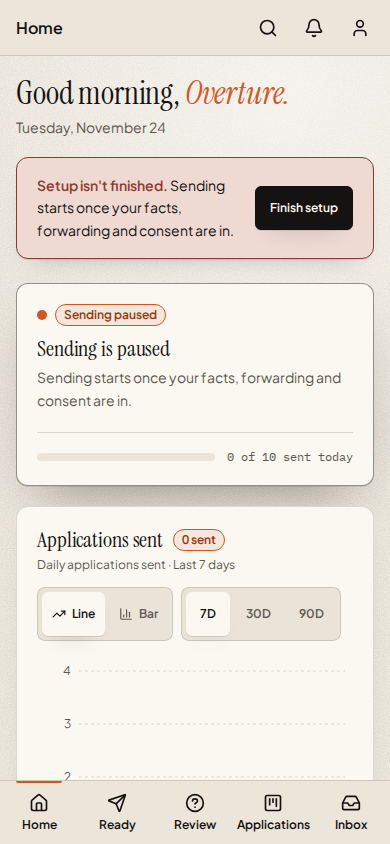 Home
Good morning, Overture.
Tuesday, November 24
Setup isn't finished. Sending
starts once your facts,
forwarding and consent are in.
Finish setup
Sending paused
Sending is paused
Sending starts once your facts, forwarding and
consent are in.
0 of 10 sent today
Applications sent 0 sent
Daily applications sent · Last 7 days
Line Bar 7D 30D 90D
4
3
2
Home Ready Review Applications Inbox